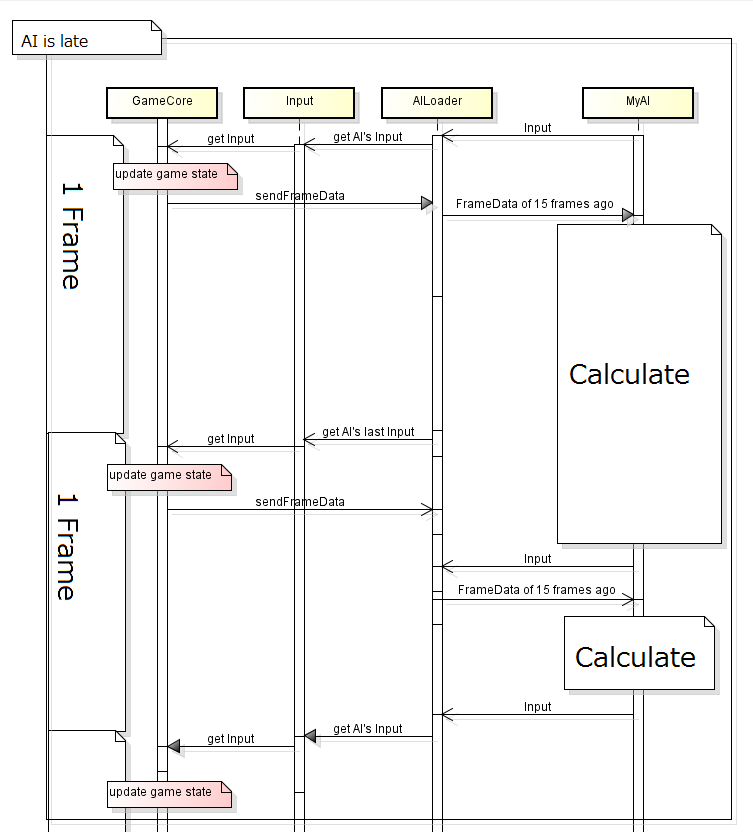 AI is late
GameCore
Input
AILoader
MyAI
Input
get AI's Input
get Input
update game state
1 Frame
sendFrameData
FrameData of 15 frames ago
Calculate
get AI's last Input
get Input
update game state
1 Frame
sendFrameData
Input
FrameData of 15 frames ago
Calculate
Input
get AI's Input
get Input
update game state